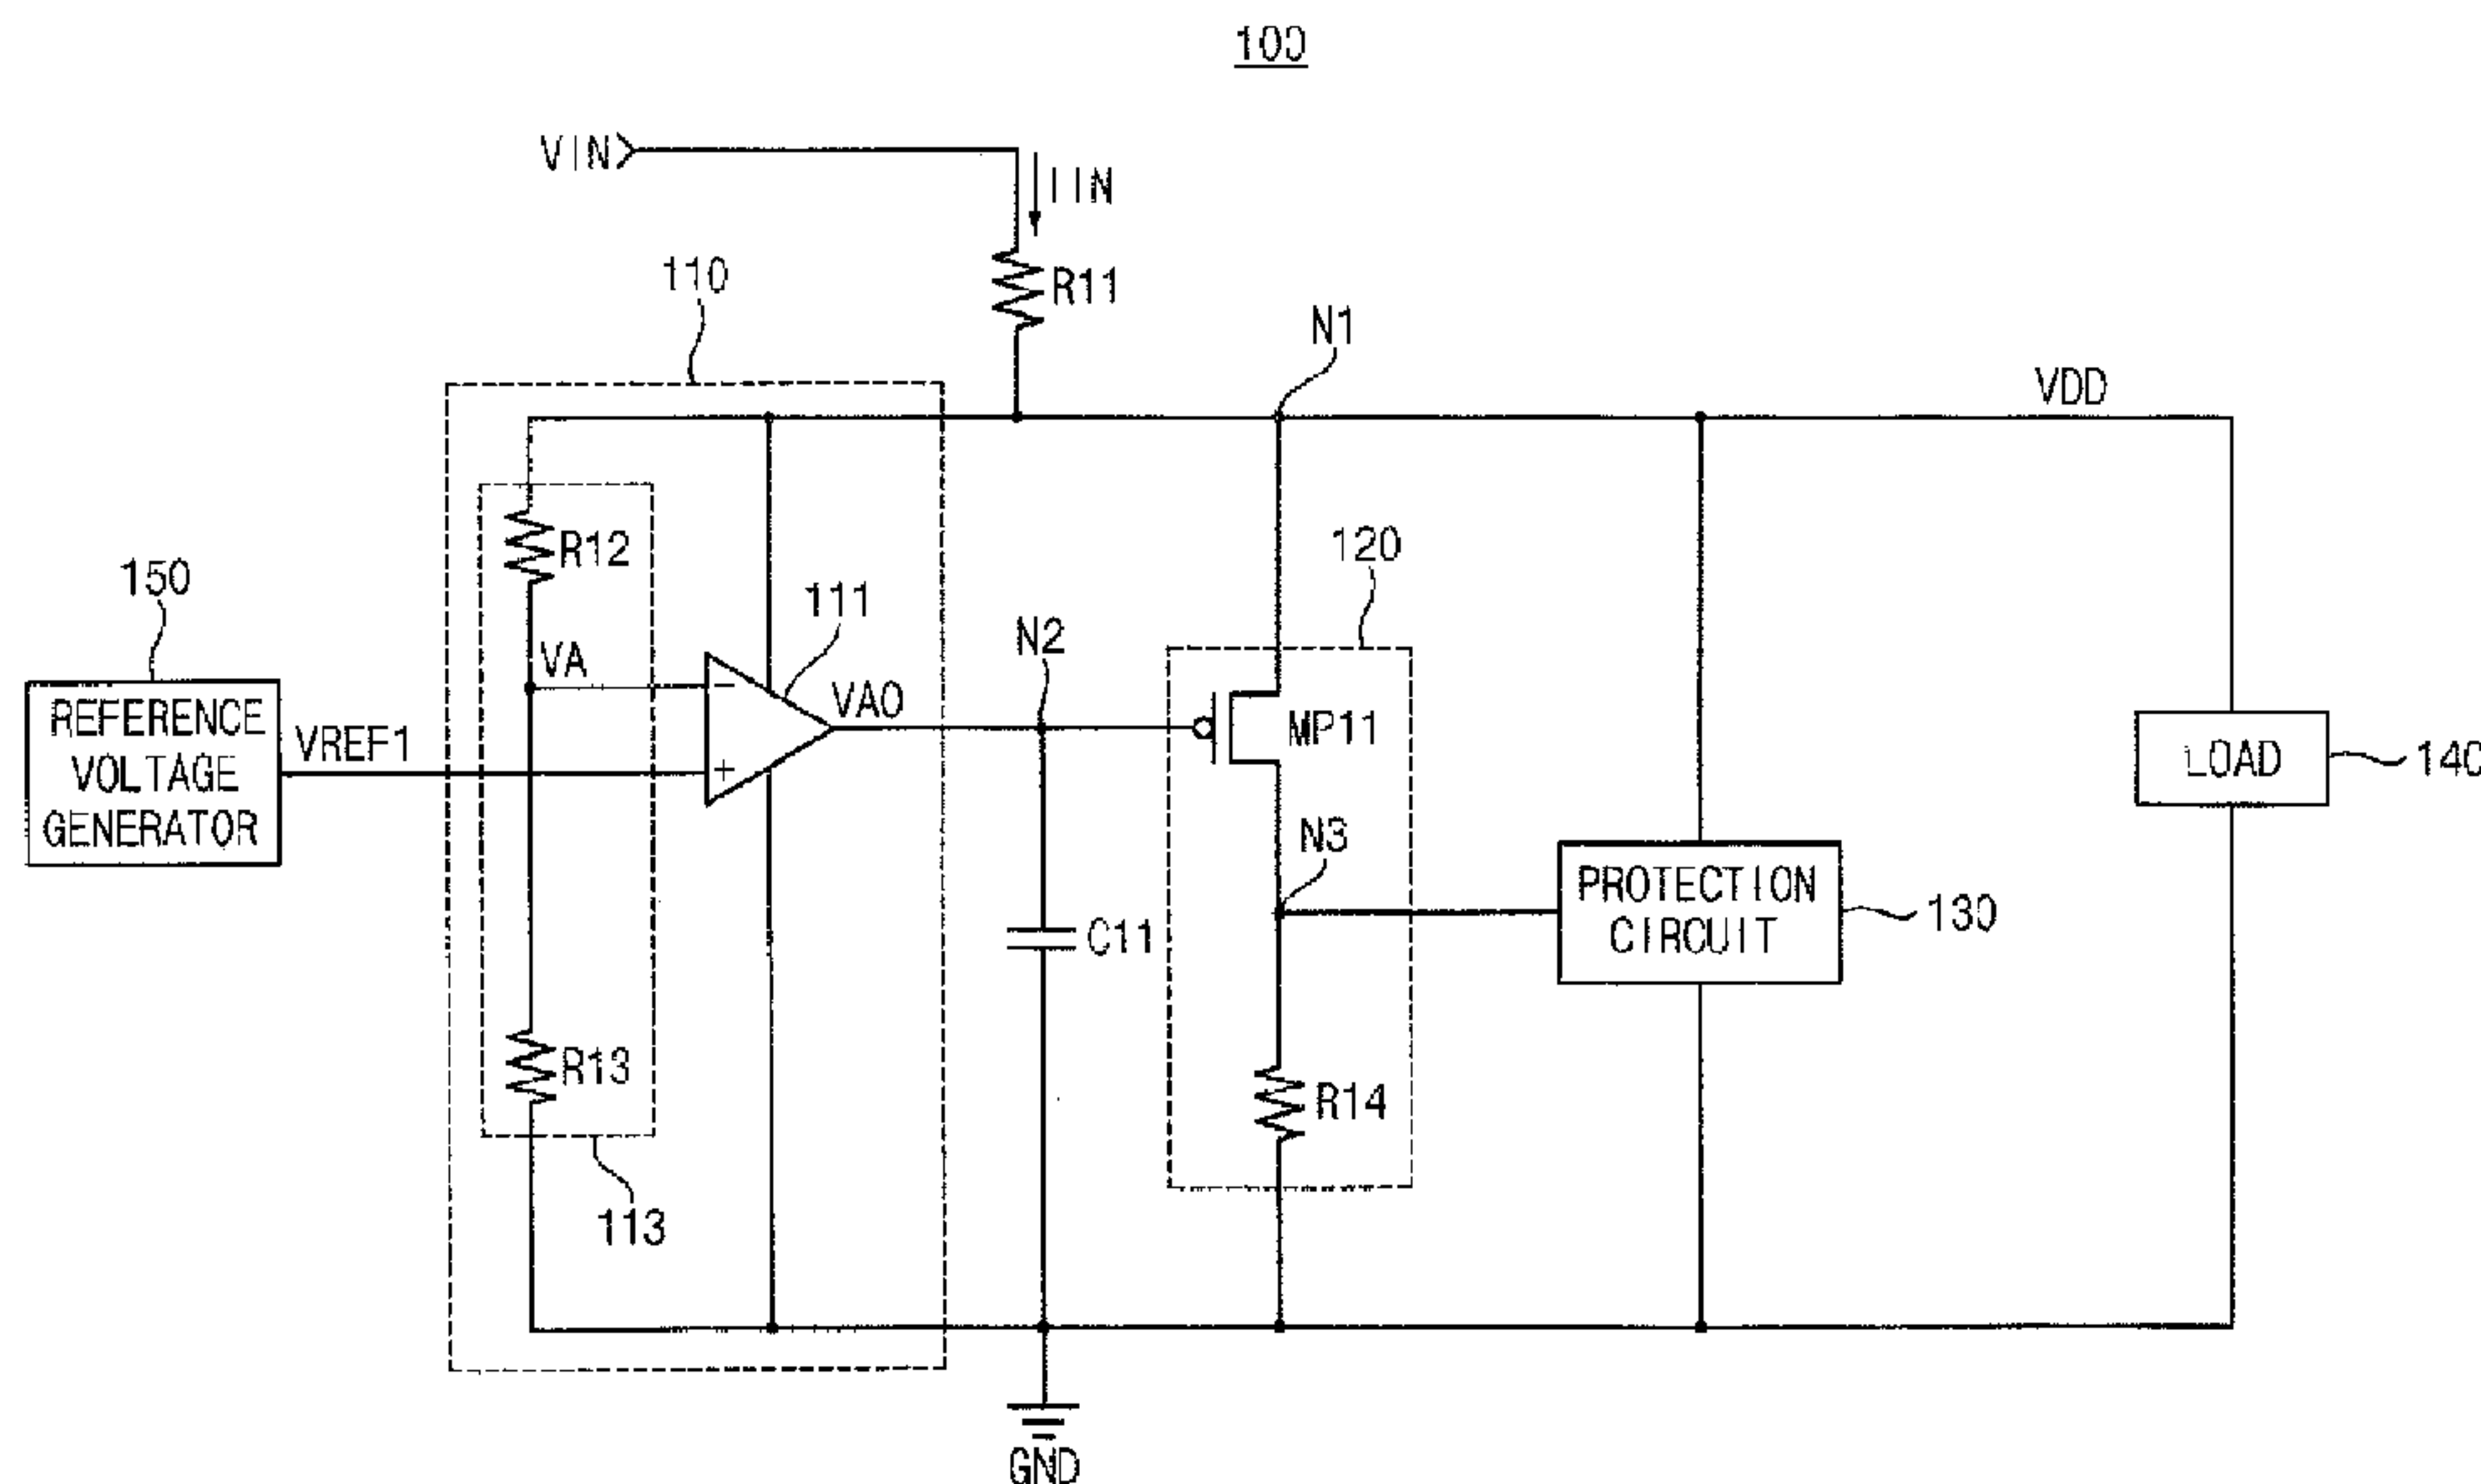 100
VIN
IIN
110
R11
N1
VDD
R12
120
150
111
N2
VA
VAO
REFERENCE
VOLTAGE
GENERATOR
VREF1
-
+
MP11
LOAD
140
N3
PROTECTION
CIRCUIT
130
C11
R13
R14
113
GND